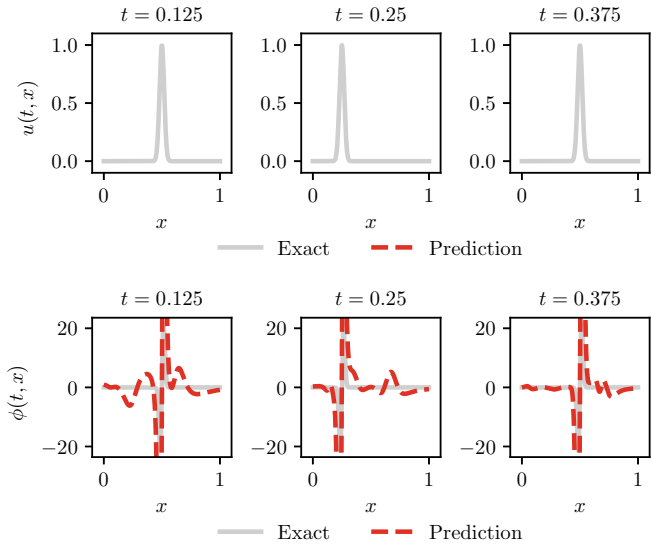 t = 0.125 t = 0.25 t = 0.375
u(t, x)
1.0 1.0 1.0
0.5 0.5 0.5
0.0 0.0 0.0
0 1 0 1 0 1
x x x
Exact Prediction
t = 0.125 t = 0.25 t = 0.375
ϕ(t, x)
20 20 20
0 0 0
−20 −20 −20
0 1 0 1 0 1
x x x
Exact Prediction